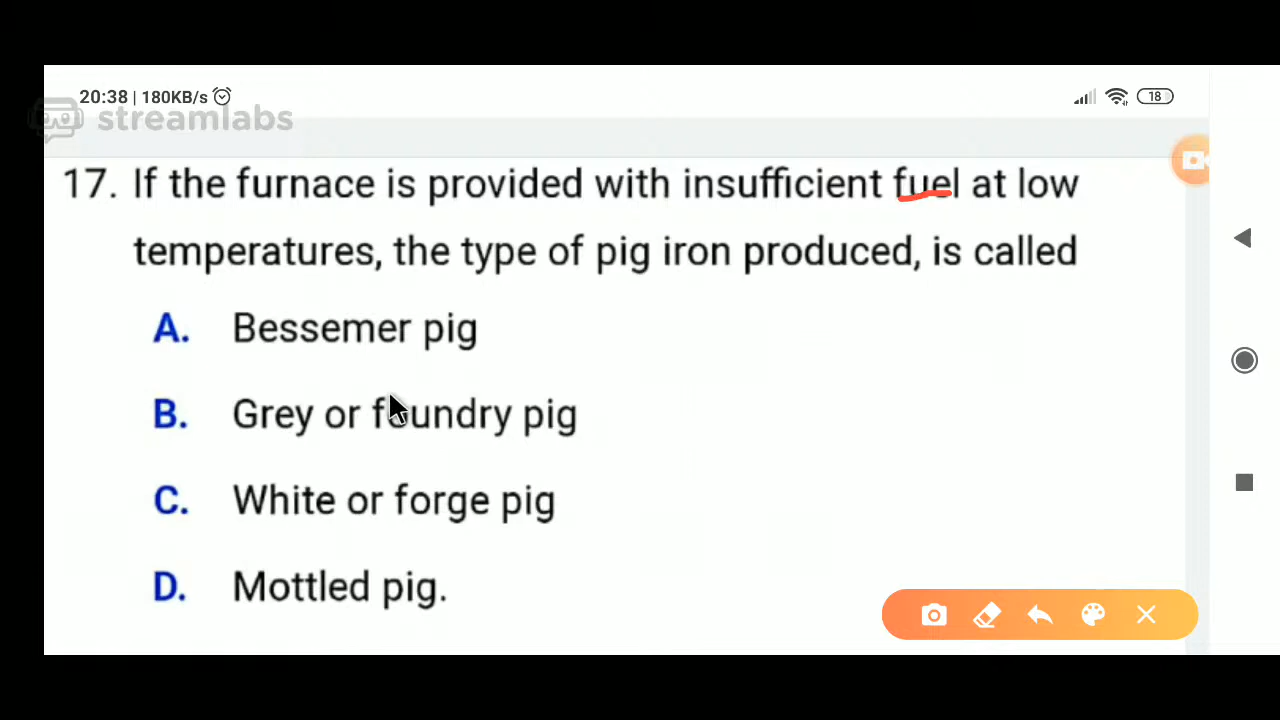 20:38 | 180KB/s
18
streamlabs
17. If the furnace is provided with insufficient fuel at low
temperatures, the type of pig iron produced, is called
A. Bessemer pig
B. Grey or foundry pig
C. White or forge pig
D. Mottled pig.